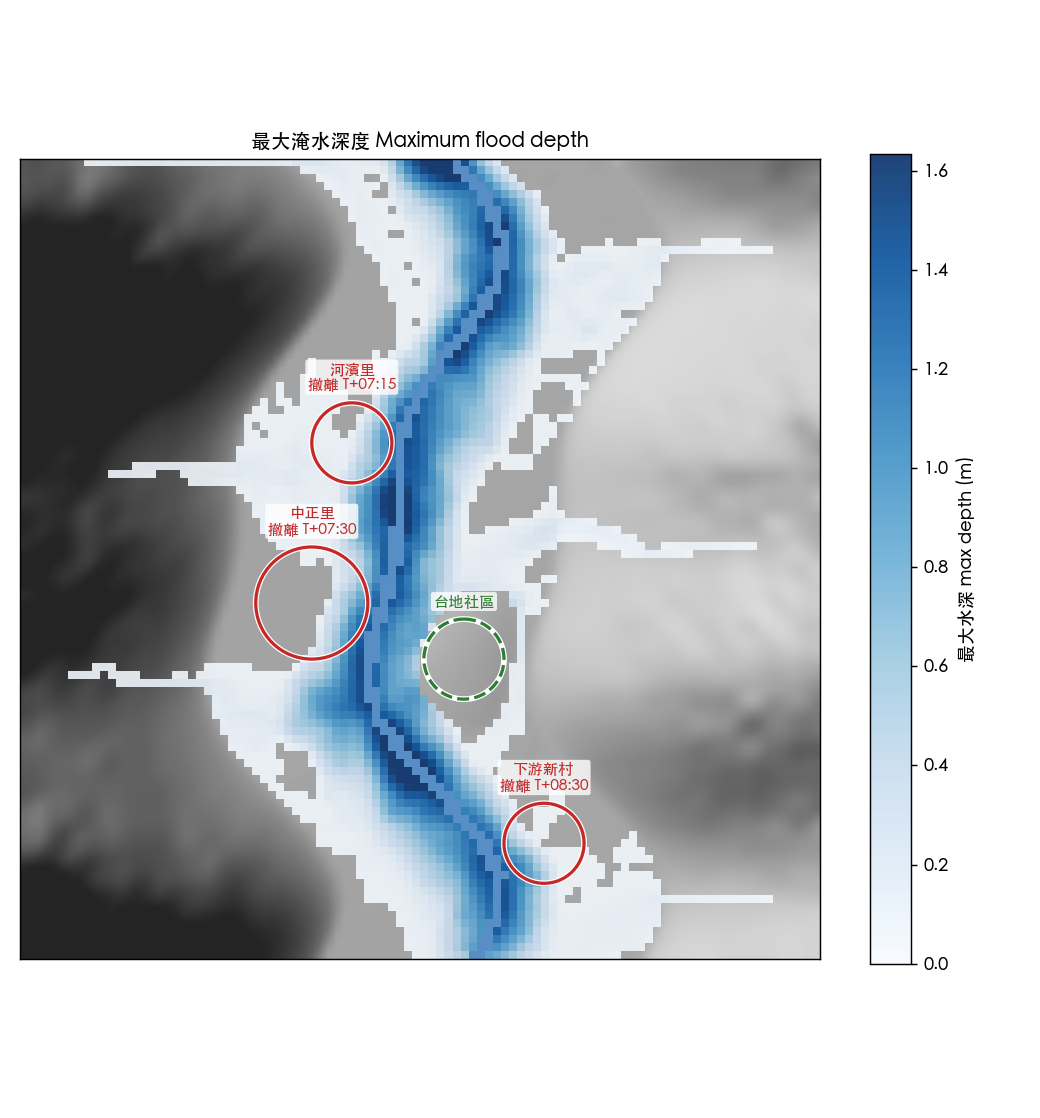 最大淹水深度 Maximum flood depth
河濱里
撤離 T+07:15
中正里
撤離 T+07:30
台地社區
下游新村
撤離 T+08:30
1.6
1.4
1.2
1.0
0.8
0.6
0.4
0.2
0.0
最大水深 max depth (m)